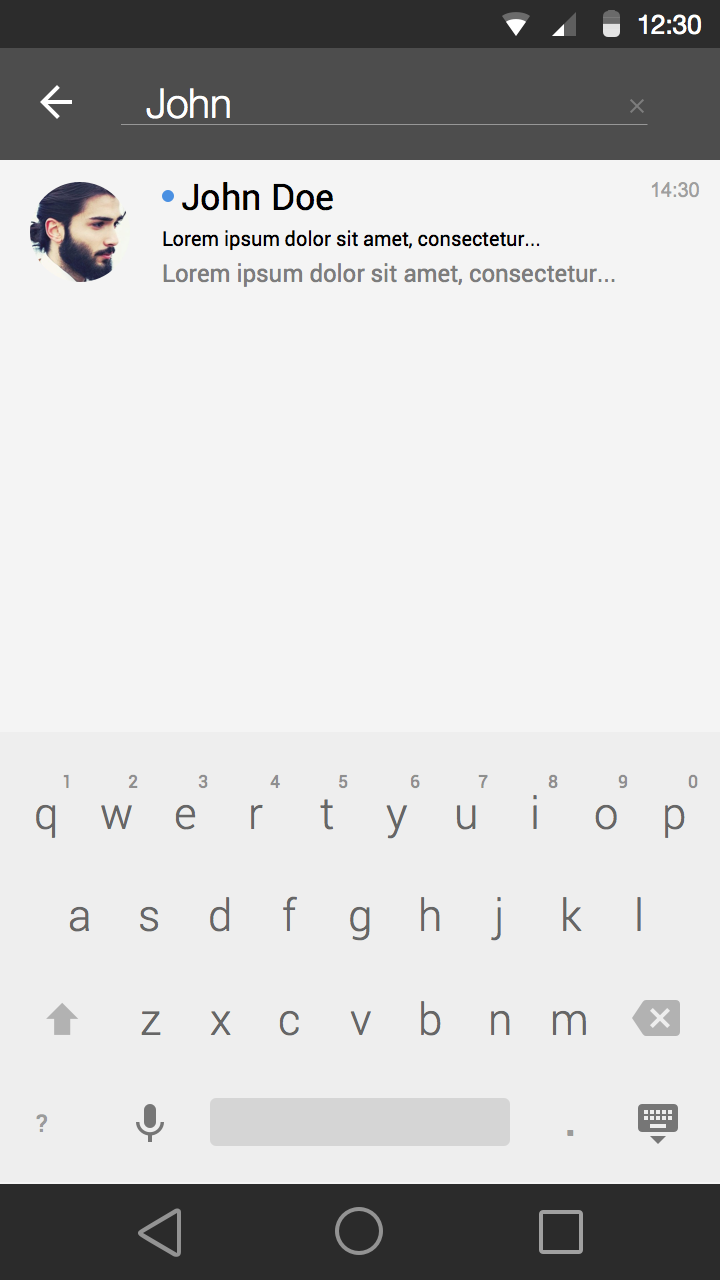 12:30
John
John Doe
14:30
Lorem ipsum dolor sit amet, consectetur...
Lorem ipsum dolor sit amet, consectetur...
1 2 3 4 5 6 7 8 9 0
q w e r t y u i o p
a s d f g h j k l
z x c v b n m
? .